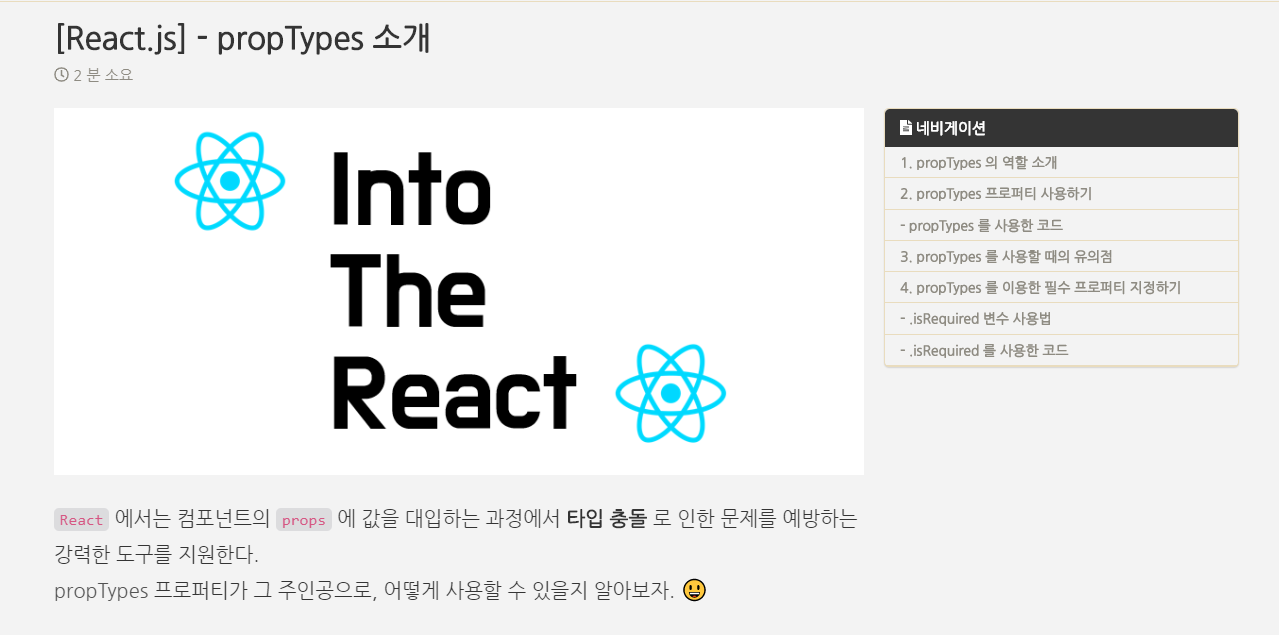 [React.js] - propTypes 소개
2 분 소요
Into
The
React
네비게이션
1. propTypes 의 역할 소개
2. propTypes 프로퍼티 사용하기
- propTypes 를 사용한 코드
3. propTypes 를 사용할 때의 유의점
4. propTypes 를 이용한 필수 프로퍼티 지정하기
- .isRequired 변수 사용법
- .isRequired 를 사용한 코드
React 에서는 컴포넌트의 props 에 값을 대입하는 과정에서 타입 충돌 로 인한 문제를 예방하는
강력한 도구를 지원한다.
propTypes 프로퍼티가 그 주인공으로, 어떻게 사용할 수 있을지 알아보자. 😃